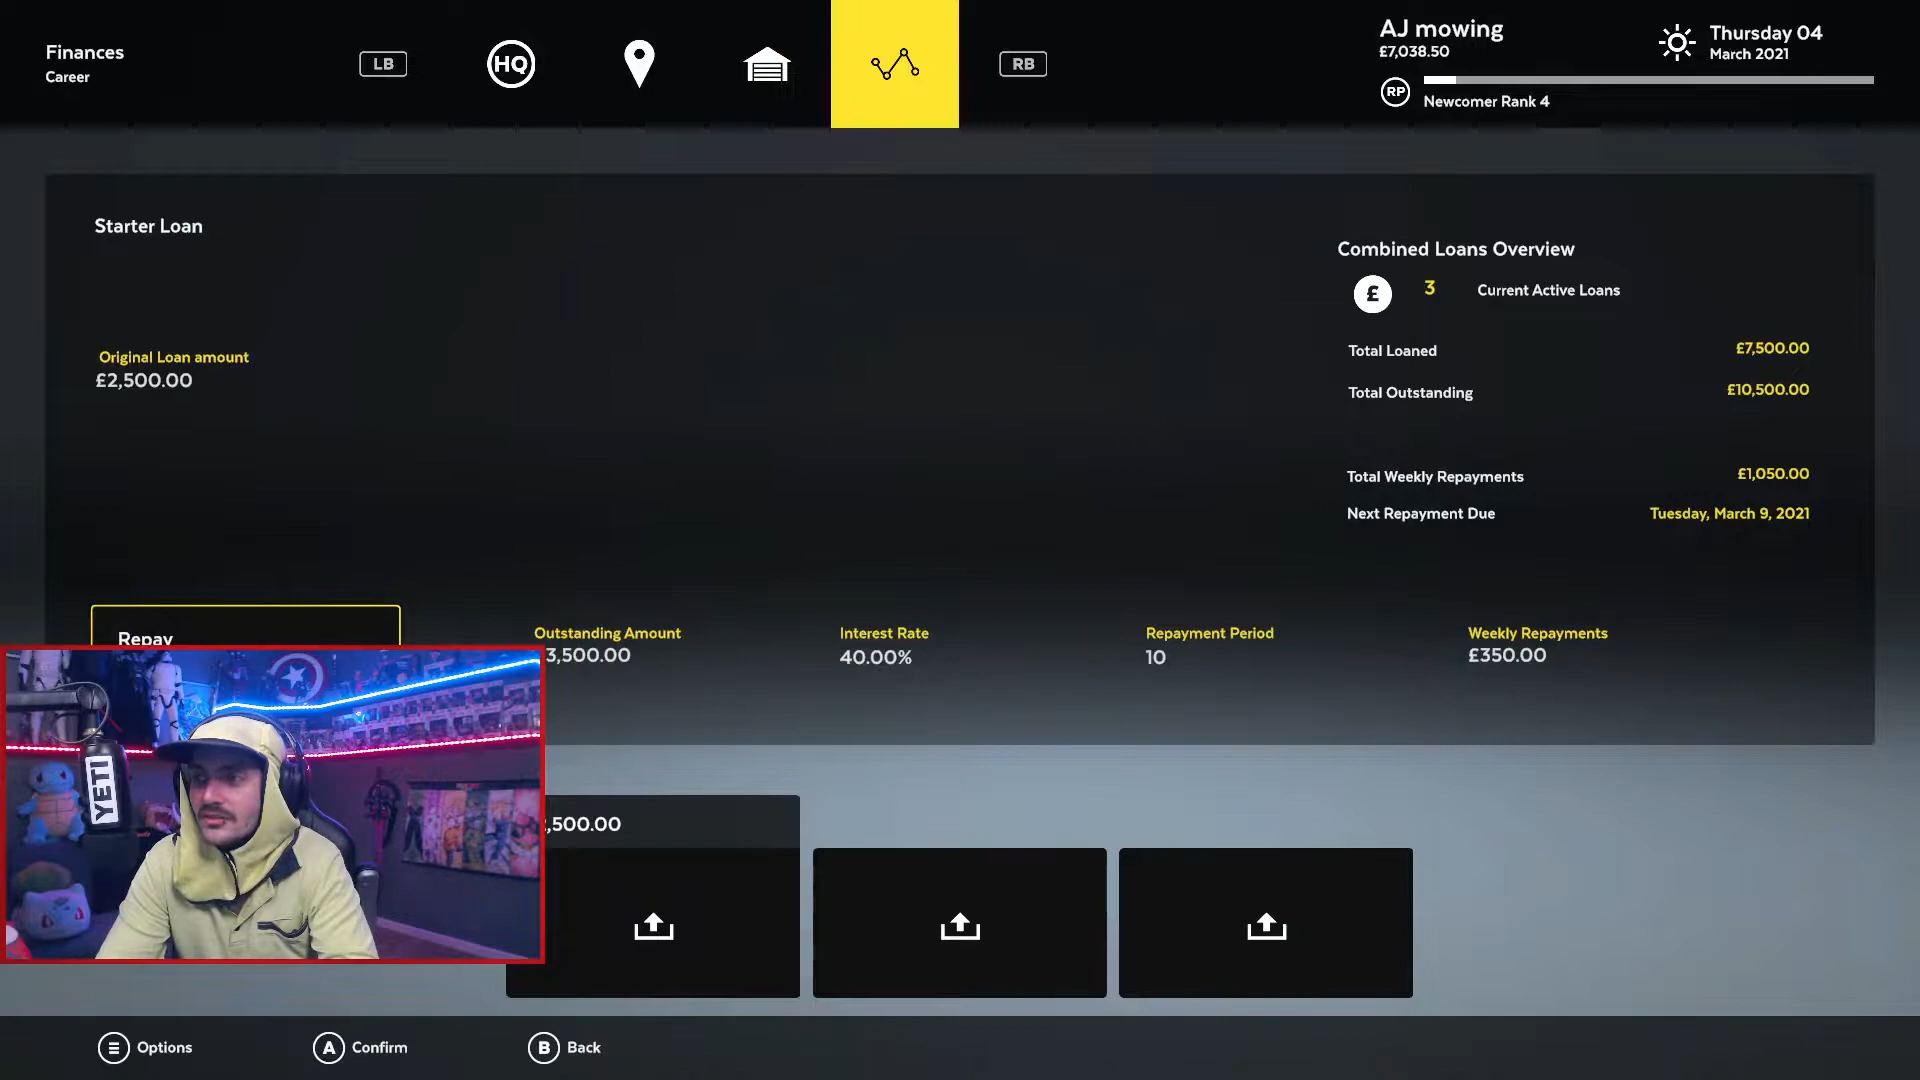 Finances
Career
LB
HQ
RB
AJ mowing
£7,038.50
RP
Newcomer Rank 4
Thursday 04
March 2021
Starter Loan
Original Loan amount
£2,500.00
Combined Loans Overview
£
3
Current Active Loans
Total Loaned
£7,500.00
Total Outstanding
£10,500.00
Total Weekly Repayments
£1,050.00
Next Repayment Due
Tuesday, March 9, 2021
Repay
Outstanding Amount
3,500.00
Interest Rate
40.00%
Repayment Period
10
Weekly Repayments
£350.00
YETI
,500.00
Options
A
Confirm
B
Back